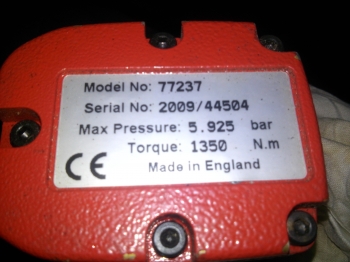 Model No: 77237
Serial No: 2009/44504
Max Pressure: 5.925 bar
Torque: 1350 N.m
CE Made in England